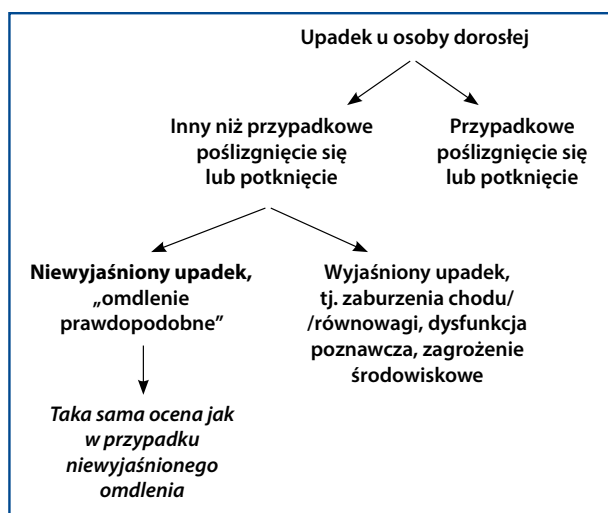 Upadek u osoby dorosłej
Inny niż przypadkowe
poślizgnięcie się
lub potknięcie
Przypadkowe
poślizgnięcie się
lub potknięcie
Niewyjaśniony upadek,
„omdlenie
prawdopodobne”
Wyjaśniony upadek,
tj. zaburzenia chodu/
/równowagi, dysfunkcja
poznawcza, zagrożenie
środowiskowe
Taka sama ocena jak
w przypadku
niewyjaśnionego
omdlenia